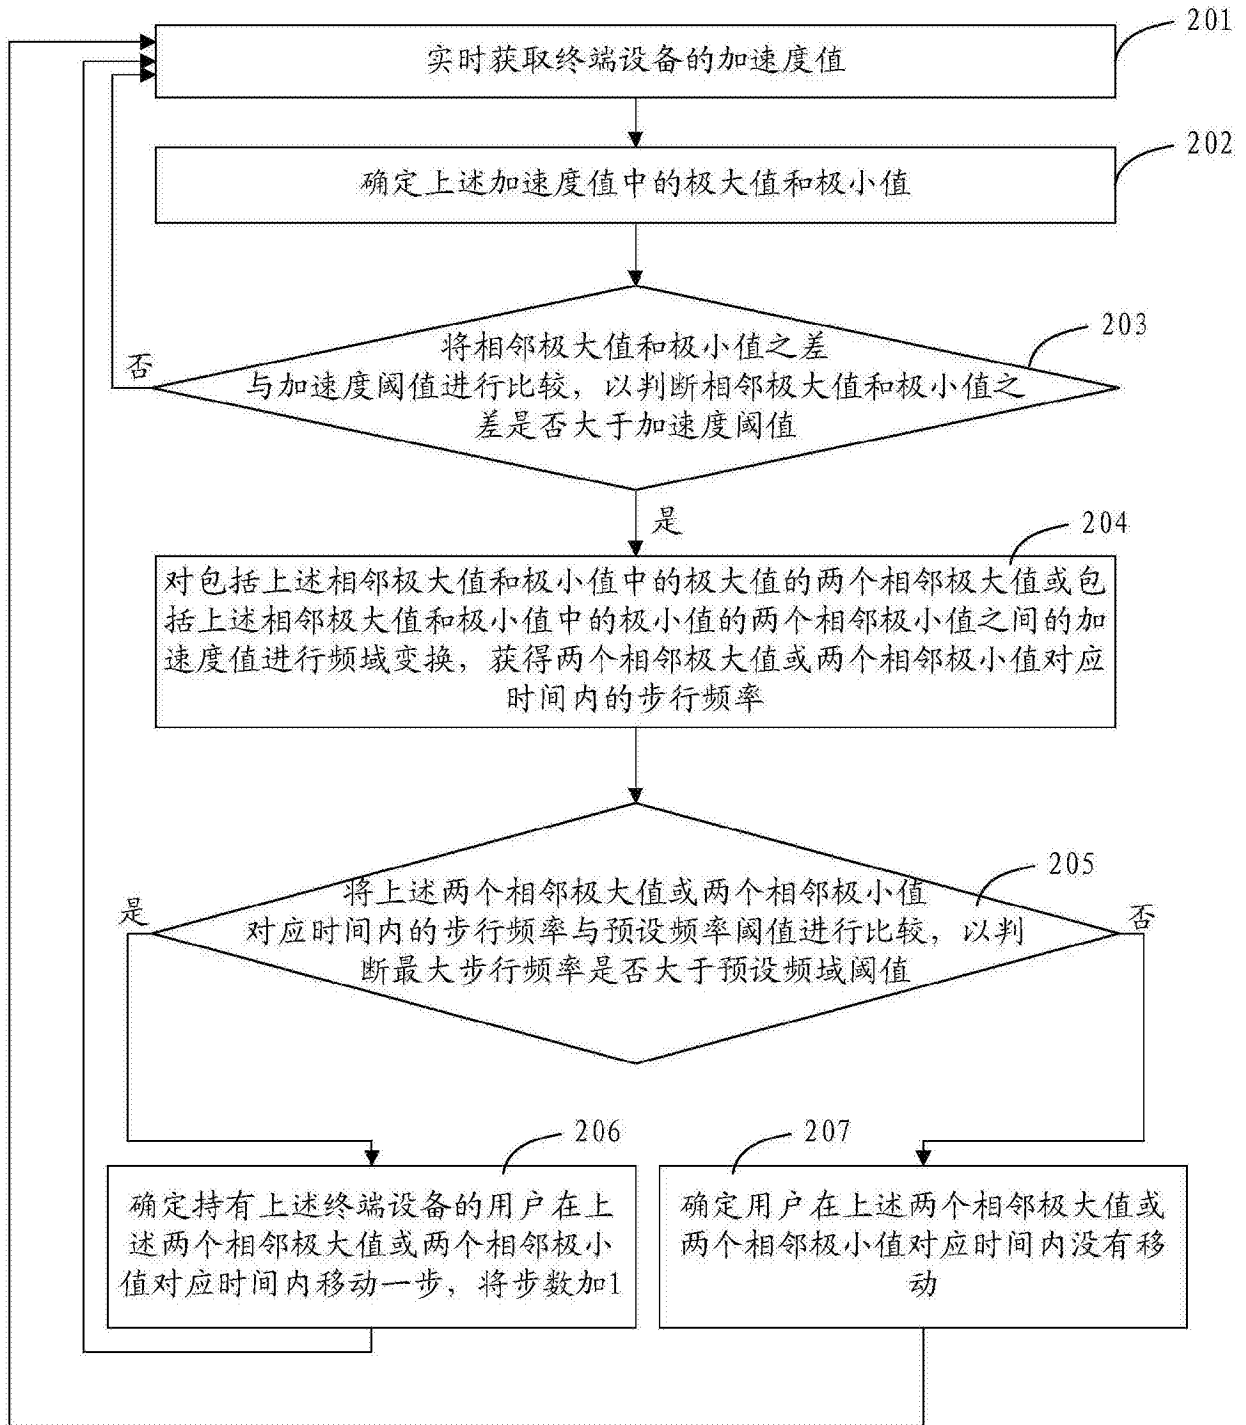 201
实时获取终端设备的加速度值
202
确定上述加速度值中的极大值和极小值
203
将相邻极大值和极小值之差
与加速度阈值进行比较，以判断相邻极大值和极小值之
差是否大于加速度阈值
否
是
204
对包括上述相邻极大值和极小值中的极大值的两个相邻极大值或包
括上述相邻极大值和极小值中的极小值的两个相邻极小值之间的加
速度值进行频域变换，获得两个相邻极大值或两个相邻极小值对应
时间内的步行频率
205
将上述两个相邻极大值或两个相邻极小值
对应时间内的步行频率与预设频率阈值进行比较，以判
断最大步行频率是否大于预设频域阈值
是
否
206
确定持有上述终端设备的用户在上
述两个相邻极大值或两个相邻极小
值对应时间内移动一步，将步数加1
207
确定用户在上述两个相邻极大值或
两个相邻极小值对应时间内没有移
动